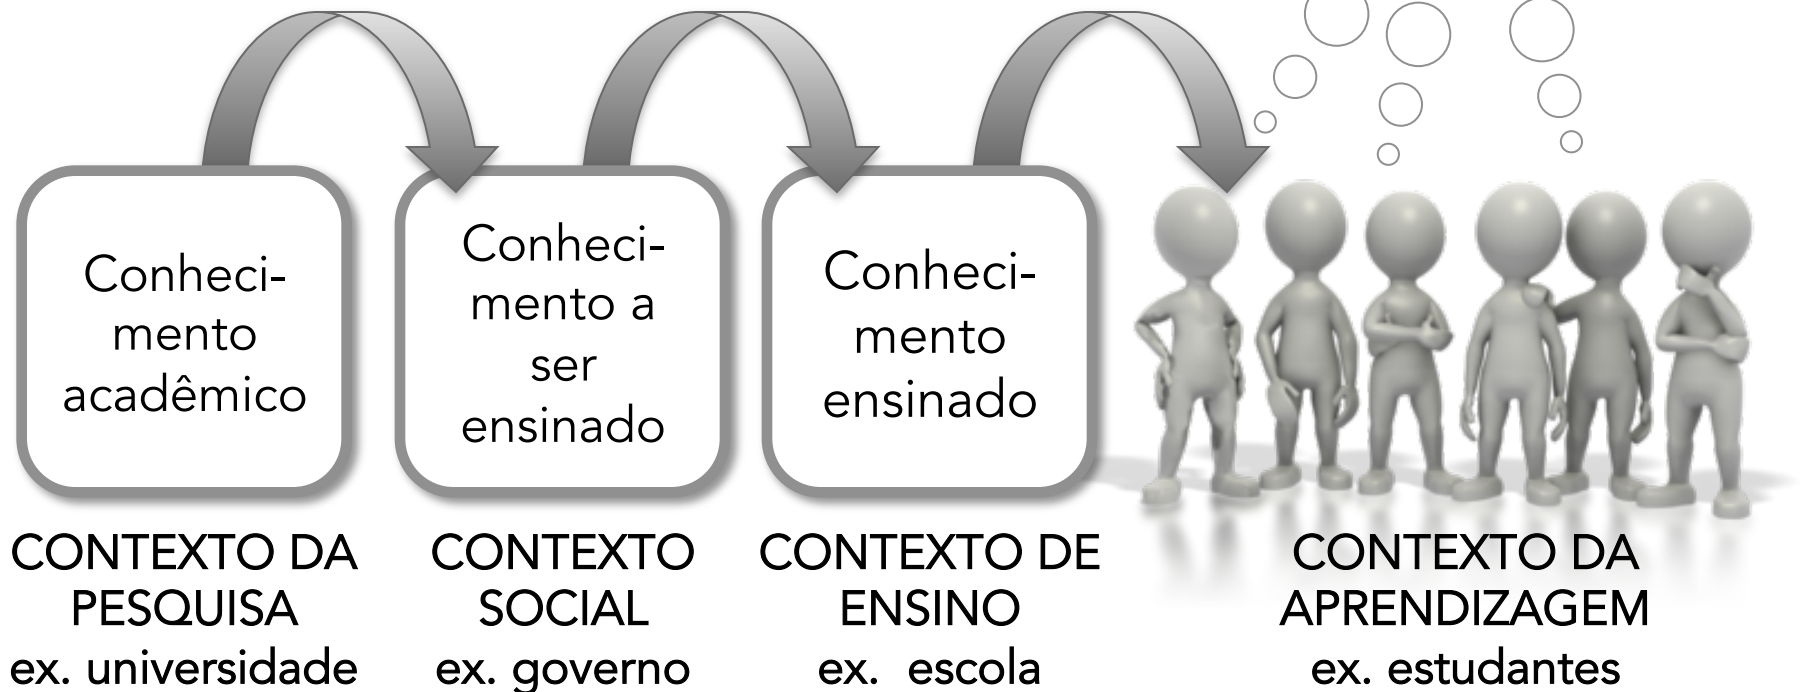 Conheci-
mento
acadêmico
Conheci-
mento a
ser
ensinado
Conheci-
mento
ensinado
CONTEXTO DA
PESQUISA
ex. universidade
CONTEXTO
SOCIAL
ex. governo
CONTEXTO DE
ENSINO
ex. escola
CONTEXTO DA
APRENDIZAGEM
ex. estudantes